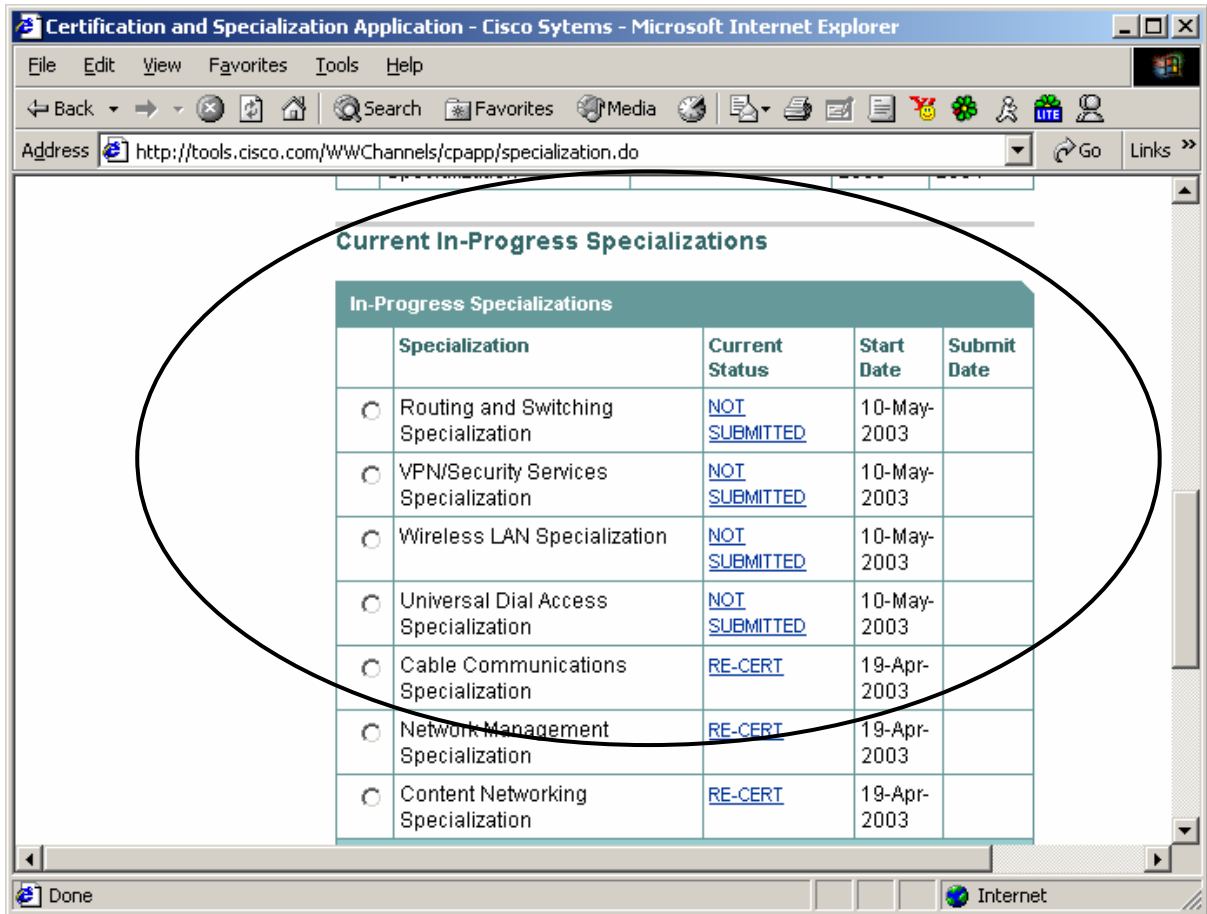 Certification and Specialization Application - Cisco Sytems - Microsoft Internet Explorer
File Edit View Favorites Tools Help
Back Search Favorites Media LITE
Address http://tools.cisco.com/WWChannels/cpapp/specialization.do Go Links »
Current In-Progress Specializations
In-Progress Specializations
Specialization Current Status Start Date Submit Date
Routing and Switching Specialization NOT SUBMITTED 10-May-2003
VPN/Security Services Specialization NOT SUBMITTED 10-May-2003
Wireless LAN Specialization NOT SUBMITTED 10-May-2003
Universal Dial Access Specialization NOT SUBMITTED 10-May-2003
Cable Communications Specialization RE-CERT 19-Apr-2003
Network Management Specialization RE-CERT 19-Apr-2003
Content Networking Specialization RE-CERT 19-Apr-2003
Done Internet